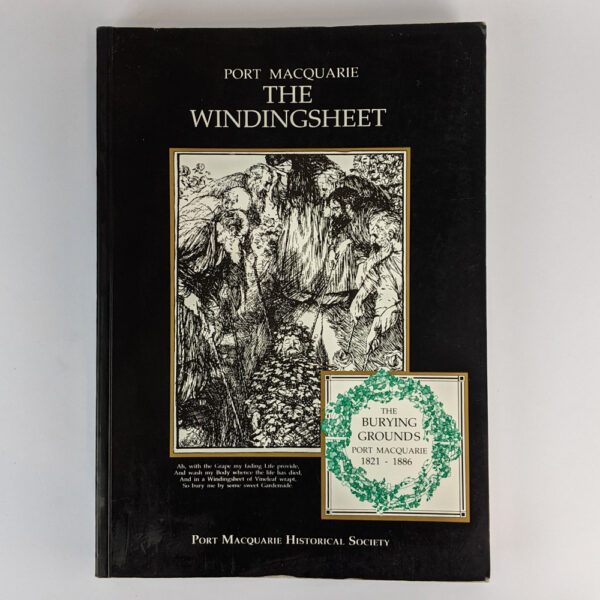 PORT MACQUARIE
THE
WINDINGSHEET
Ah, with the Grape my fading Life provide,
And wash my Body whence the life has died,
And in a Windingsheet of Vineleaf wrapt,
So bury me by some sweet Gardenside.
THE
BURYING
GROUNDS
PORT MACQUARIE
1821 - 1886
PORT MACQUARIE HISTORICAL SOCIETY